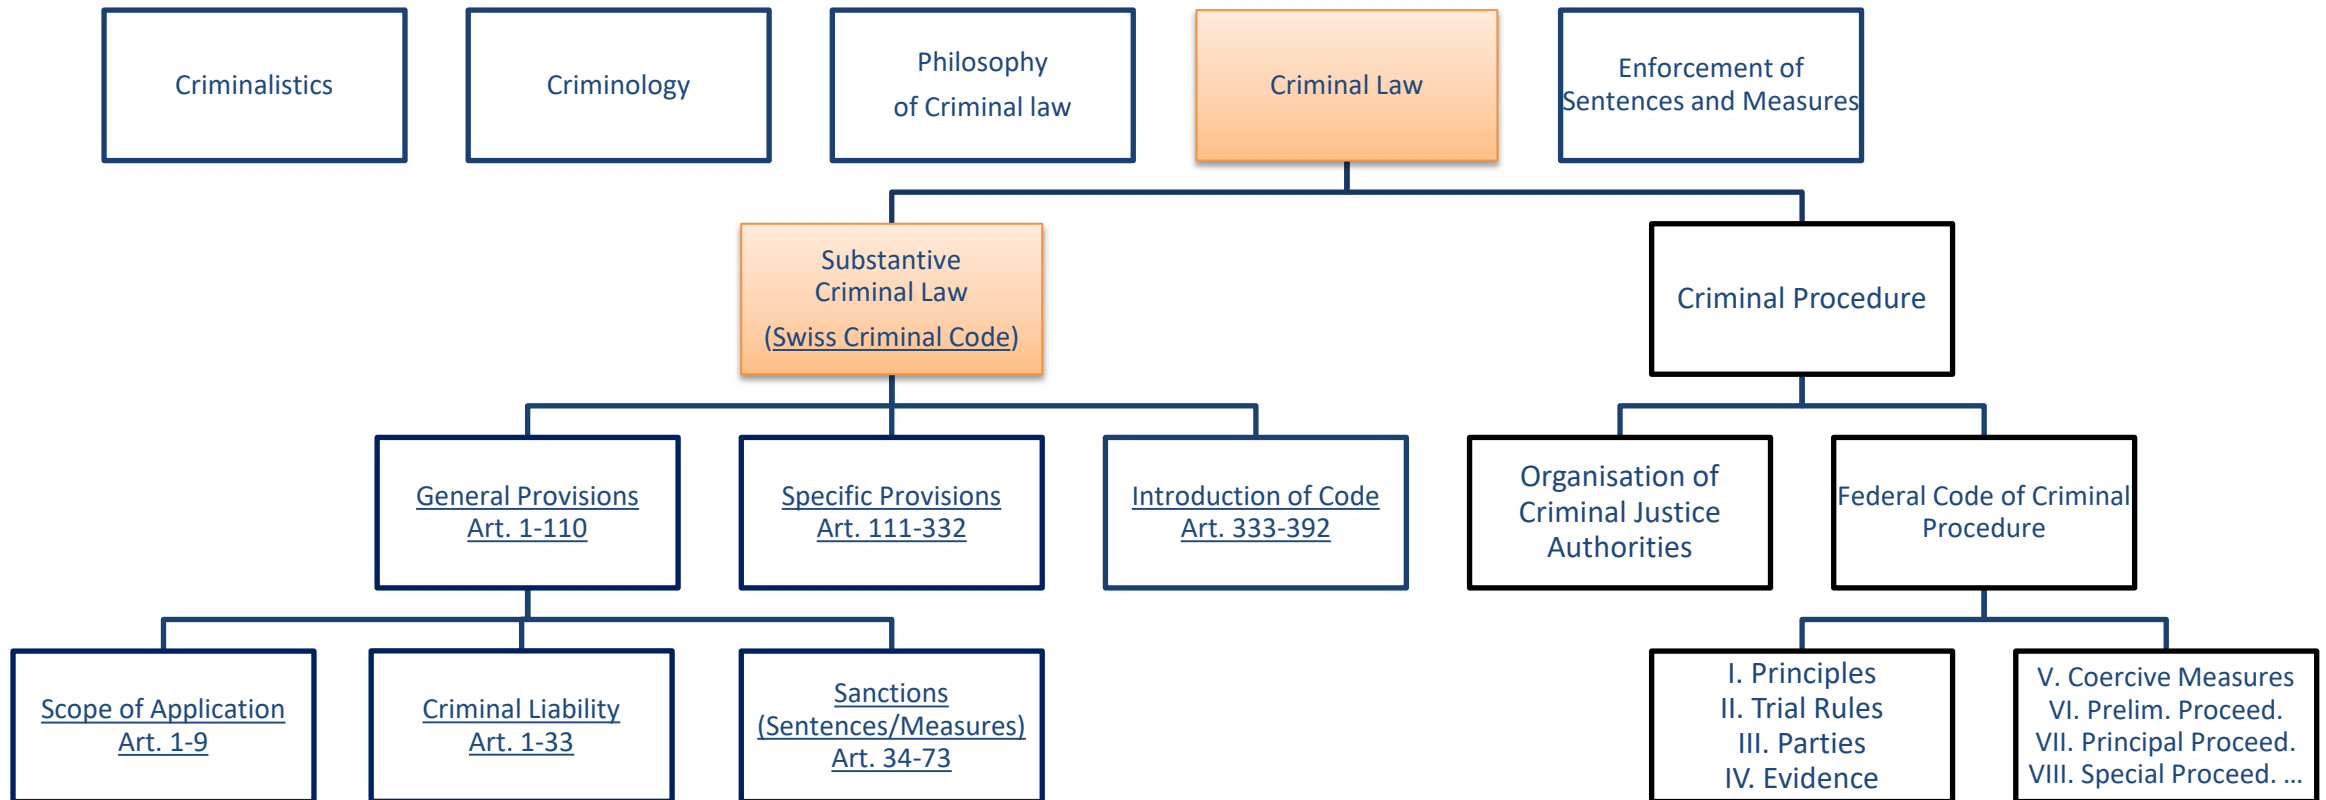 Criminalistics
Criminology
Philosophy
of Criminal law
Criminal Law
Enforcement of
Sentences and Measures
Substantive
Criminal Law
(Swiss Criminal Code)
Criminal Procedure
General Provisions
Art. 1-110
Specific Provisions
Art. 111-332
Introduction of Code
Art. 333-392
Organisation of
Criminal Justice
Authorities
Federal Code of Criminal
Procedure
Scope of Application
Art. 1-9
Criminal Liability
Art. 1-33
Sanctions
(Sentences/Measures)
Art. 34-73
I. Principles
II. Trial Rules
III. Parties
IV. Evidence
V. Coercive Measures
VI. Prelim. Proceed.
VII. Principal Proceed.
VIII. Special Proceed. ...